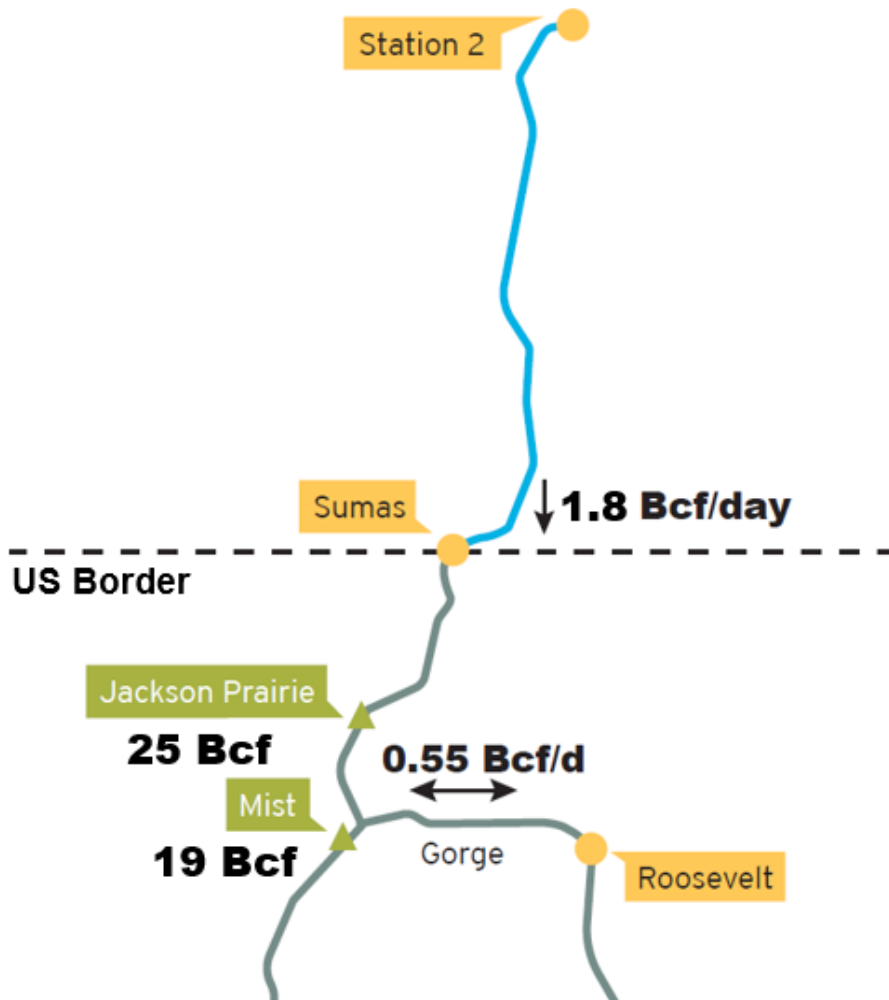 Station 2
Sumas
1.8 Bcf/day
US Border
Jackson Prairie
25 Bcf
0.55 Bcf/d
Mist
Gorge
19 Bcf
Roosevelt